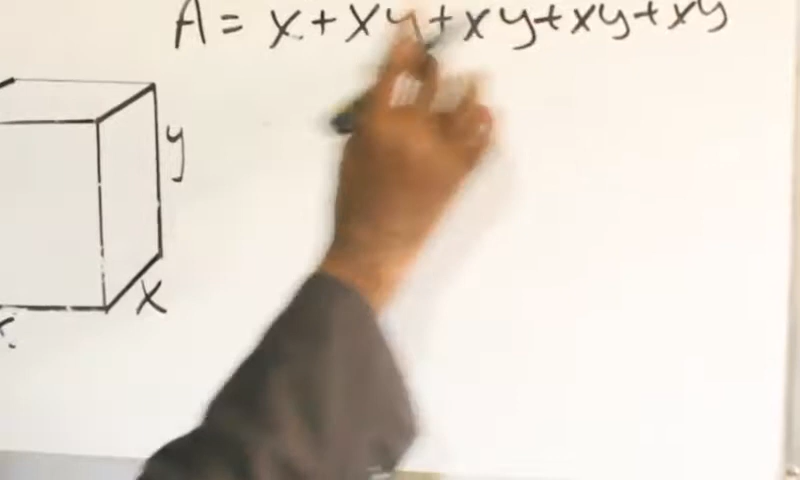 A = x + xy + xy + xy + xy
y
x
x